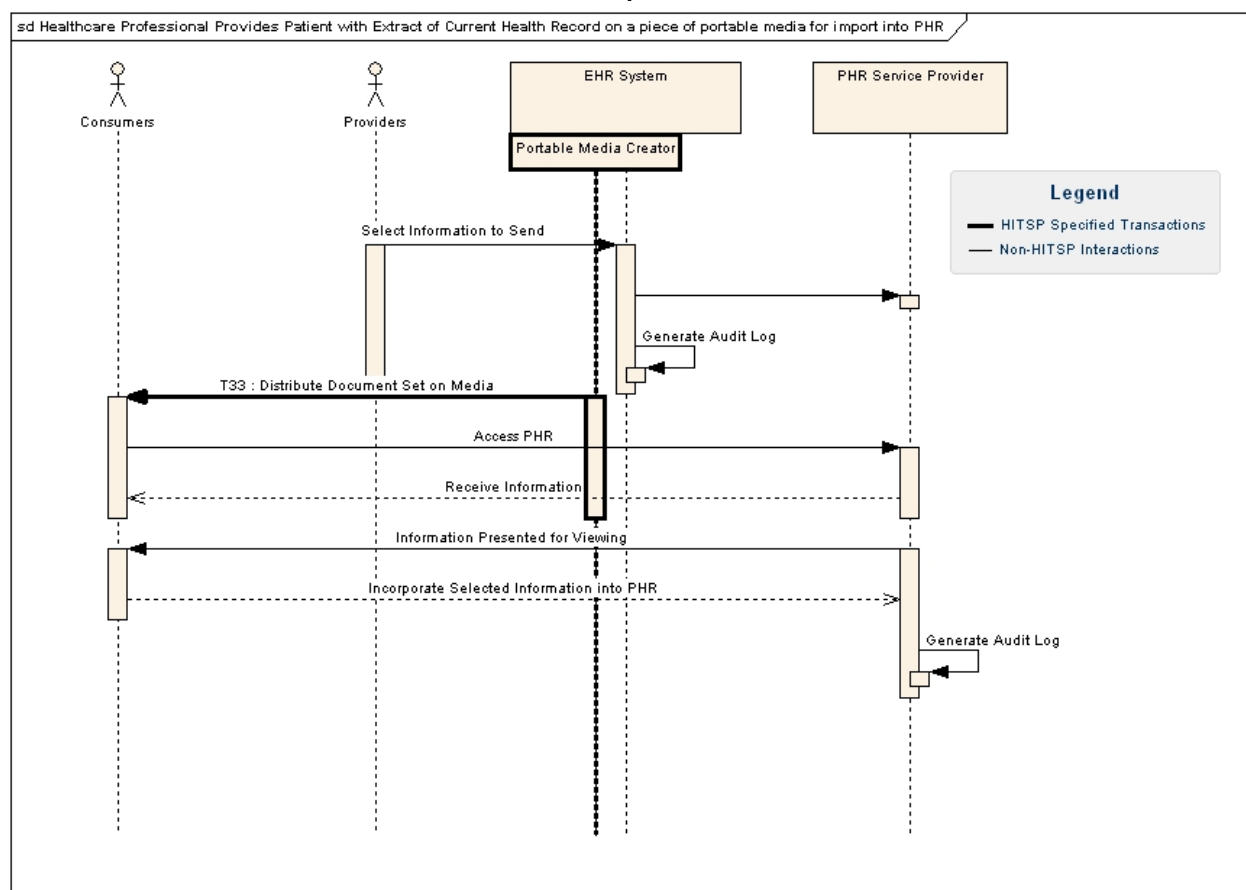 sd Healthcare Professional Provides Patient with Extract of Current Health Record on a piece of portable media for import into PHR
Consumers
Providers
EHR System
PHR Service Provider
Portable Media Creator
Legend
HITSP Specified Transactions
Non-HITSP Interactions
Select Information to Send
Generate Audit Log
T33 : Distribute Document Set on Media
Access PHR
Receive Information
Information Presented for Viewing
Incorporate Selected Information into PHR
Generate Audit Log